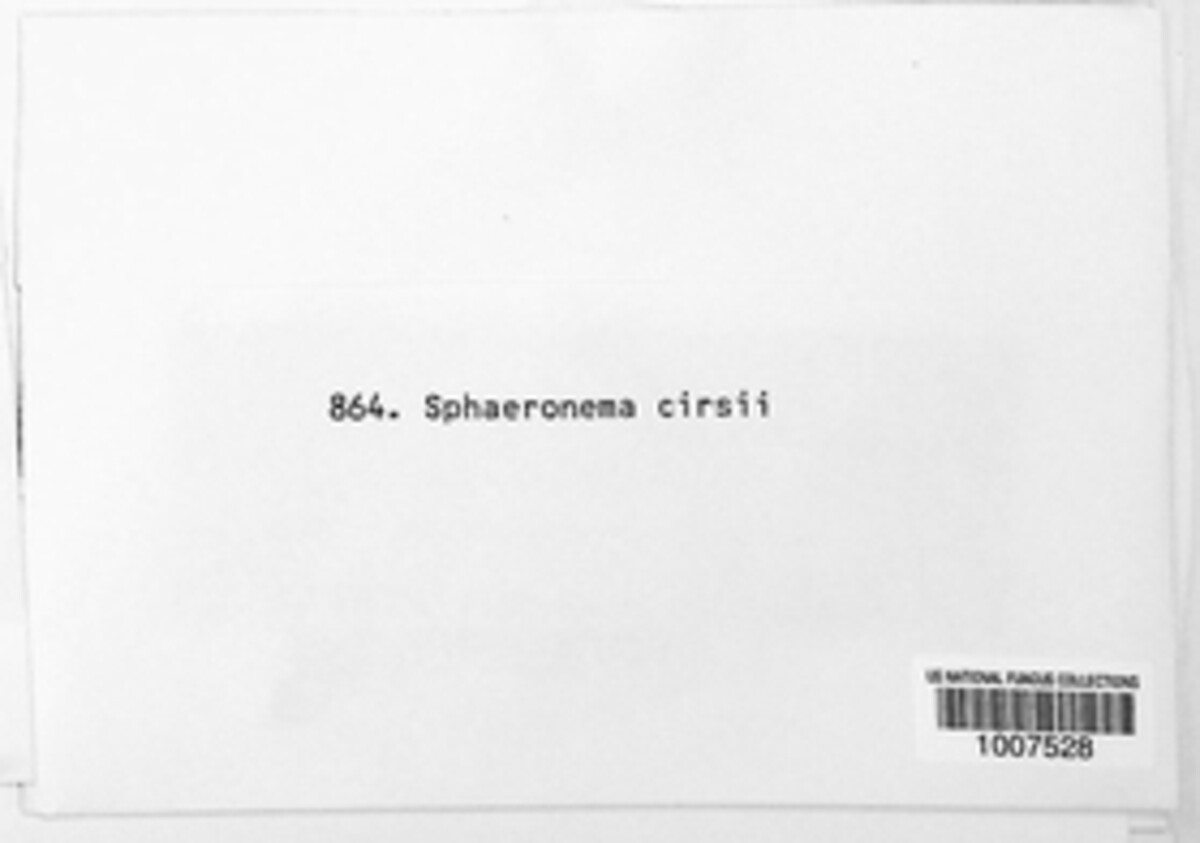 864. Sphaeronema cirsii
US NATIONAL FUNGUS COLLECTIONS
1007528